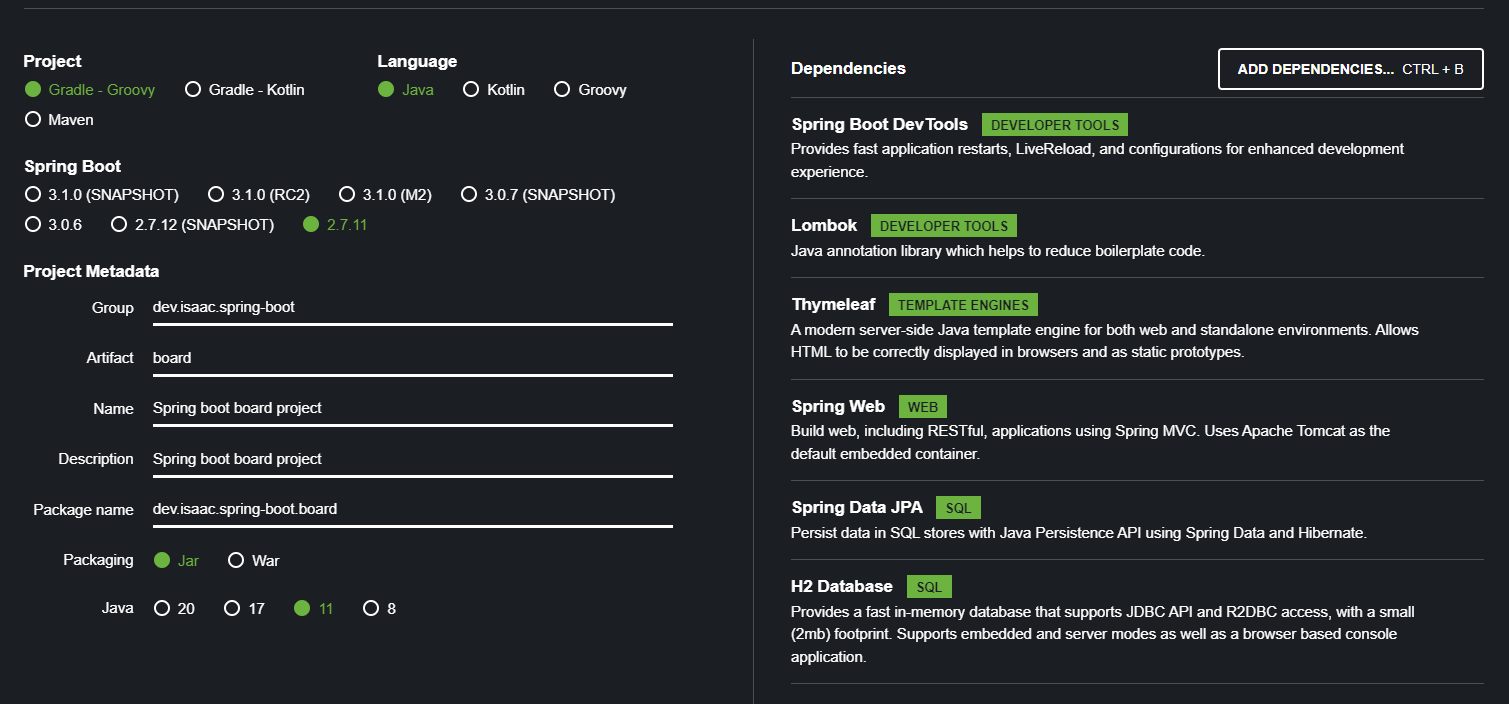 Project
Gradle - Groovy Gradle - Kotlin
Maven
Language
Java Kotlin Groovy
Spring Boot
3.1.0 (SNAPSHOT) 3.1.0 (RC2) 3.1.0 (M2) 3.0.7 (SNAPSHOT)
3.0.6 2.7.12 (SNAPSHOT) 2.7.11
Project Metadata
Group dev.isaac.spring-boot
Artifact board
Name Spring boot board project
Description Spring boot board project
Package name dev.isaac.spring-boot.board
Packaging Jar War
Java 20 17 11 8
Dependencies
ADD DEPENDENCIES... CTRL + B
Spring Boot DevTools DEVELOPER TOOLS
Provides fast application restarts, LiveReload, and configurations for enhanced development
experience.
Lombok DEVELOPER TOOLS
Java annotation library which helps to reduce boilerplate code.
Thymeleaf TEMPLATE ENGINES
A modern server-side Java template engine for both web and standalone environments. Allows
HTML to be correctly displayed in browsers and as static prototypes.
Spring Web WEB
Build web, including RESTful, applications using Spring MVC. Uses Apache Tomcat as the
default embedded container.
Spring Data JPA SQL
Persist data in SQL stores with Java Persistence API using Spring Data and Hibernate.
H2 Database SQL
Provides a fast in-memory database that supports JDBC API and R2DBC access, with a small
(2mb) footprint. Supports embedded and server modes as well as a browser based console
application.